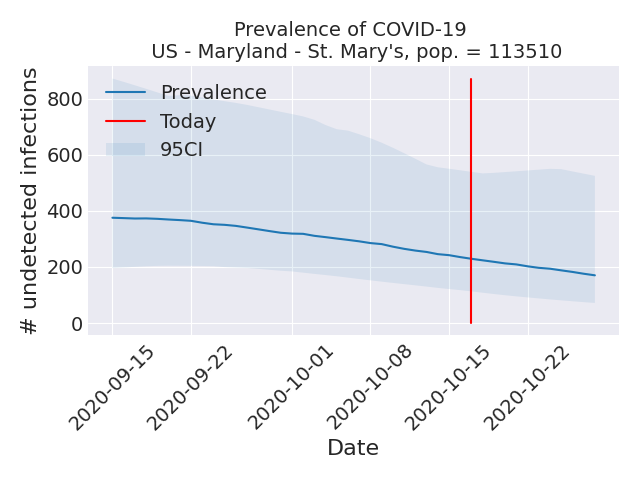 Prevalence of COVID-19
US - Maryland - St. Mary's, pop. = 113510
# undetected infections
800
600
400
200
0
Prevalence
Today
95CI
2020-09-15
2020-09-22
2020-10-01
2020-10-08
2020-10-15
2020-10-22
Date